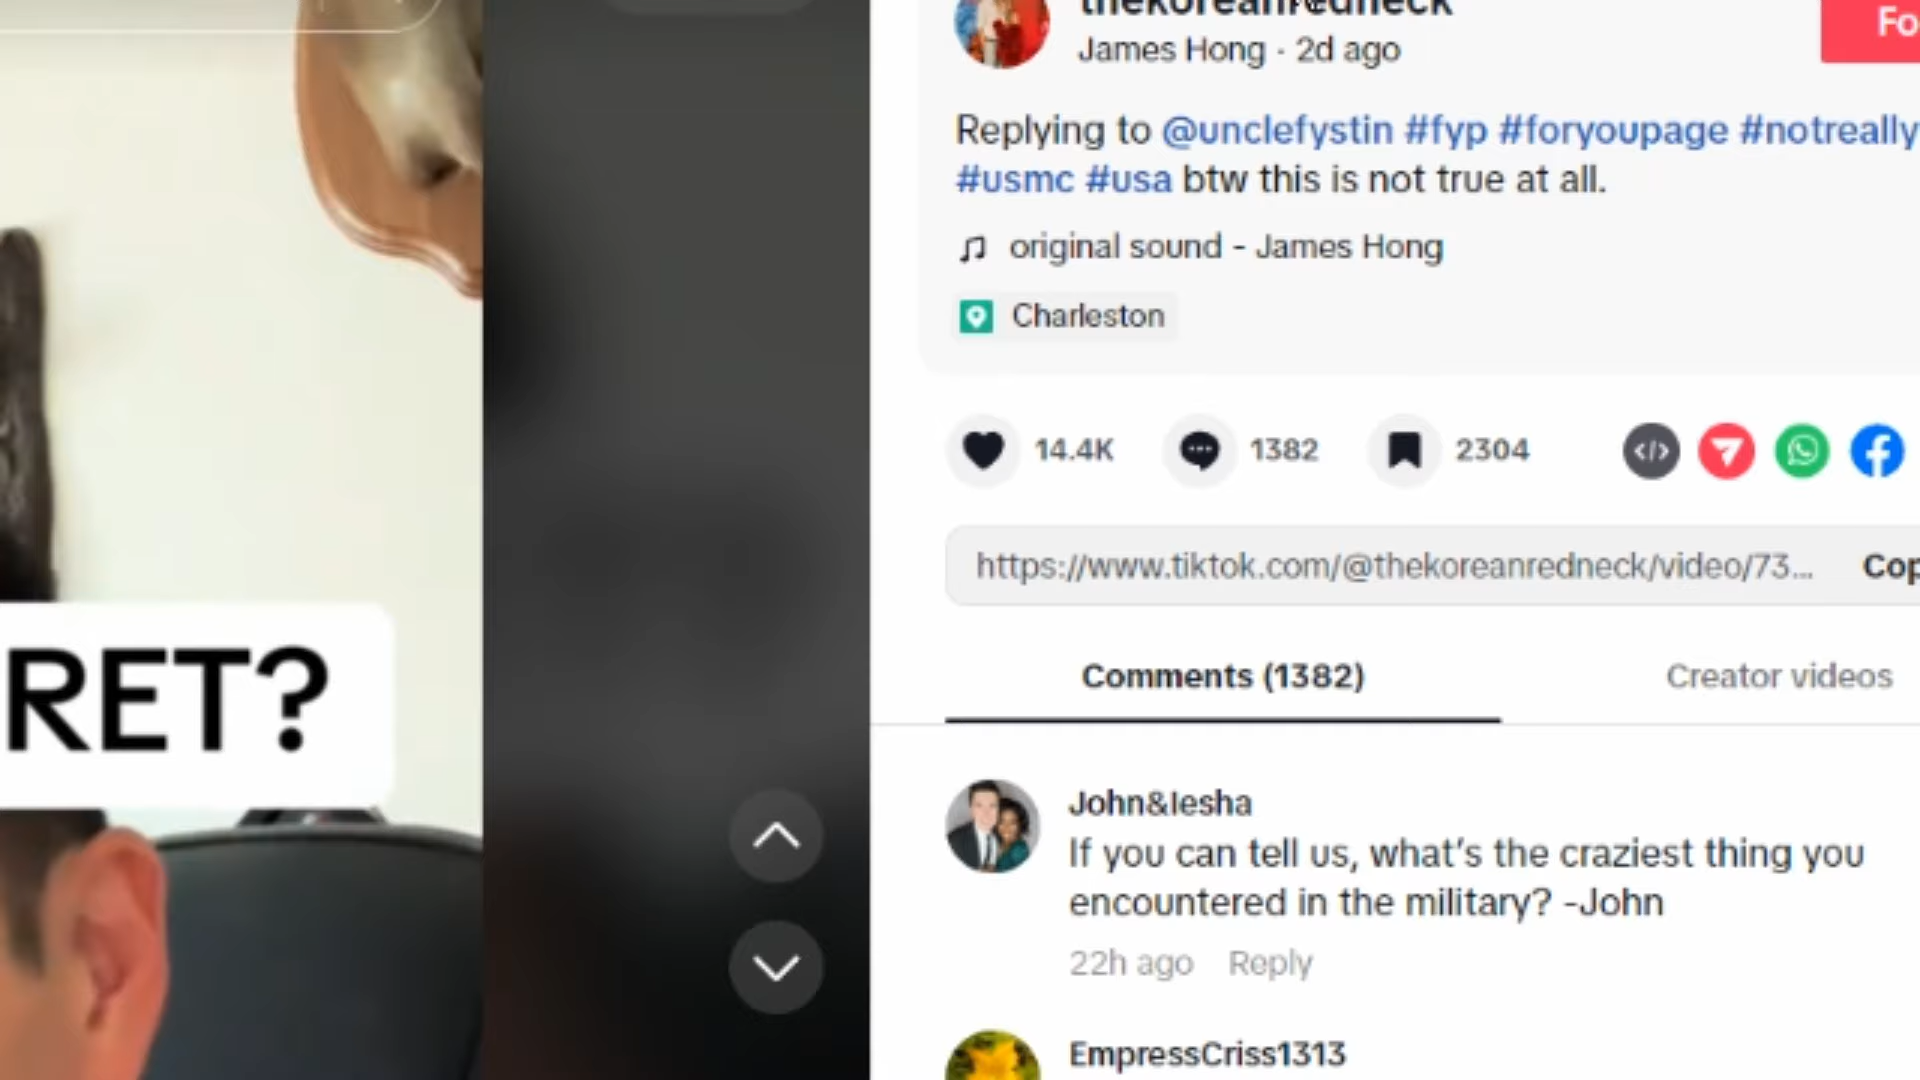 thekoreanredneck
James Hong · 2d ago
Fo
Replying to @unclefystin #fyp #foryoupage #notreally
#usmc #usa btw this is not true at all.
original sound - James Hong
Charleston
14.4K
1382
2304
https://www.tiktok.com/@thekoreanredneck/video/73...
Cop
Comments (1382)
Creator videos
RET?
John&Iesha
If you can tell us, what's the craziest thing you
encountered in the military? -John
22h ago Reply
EmpressCriss1313